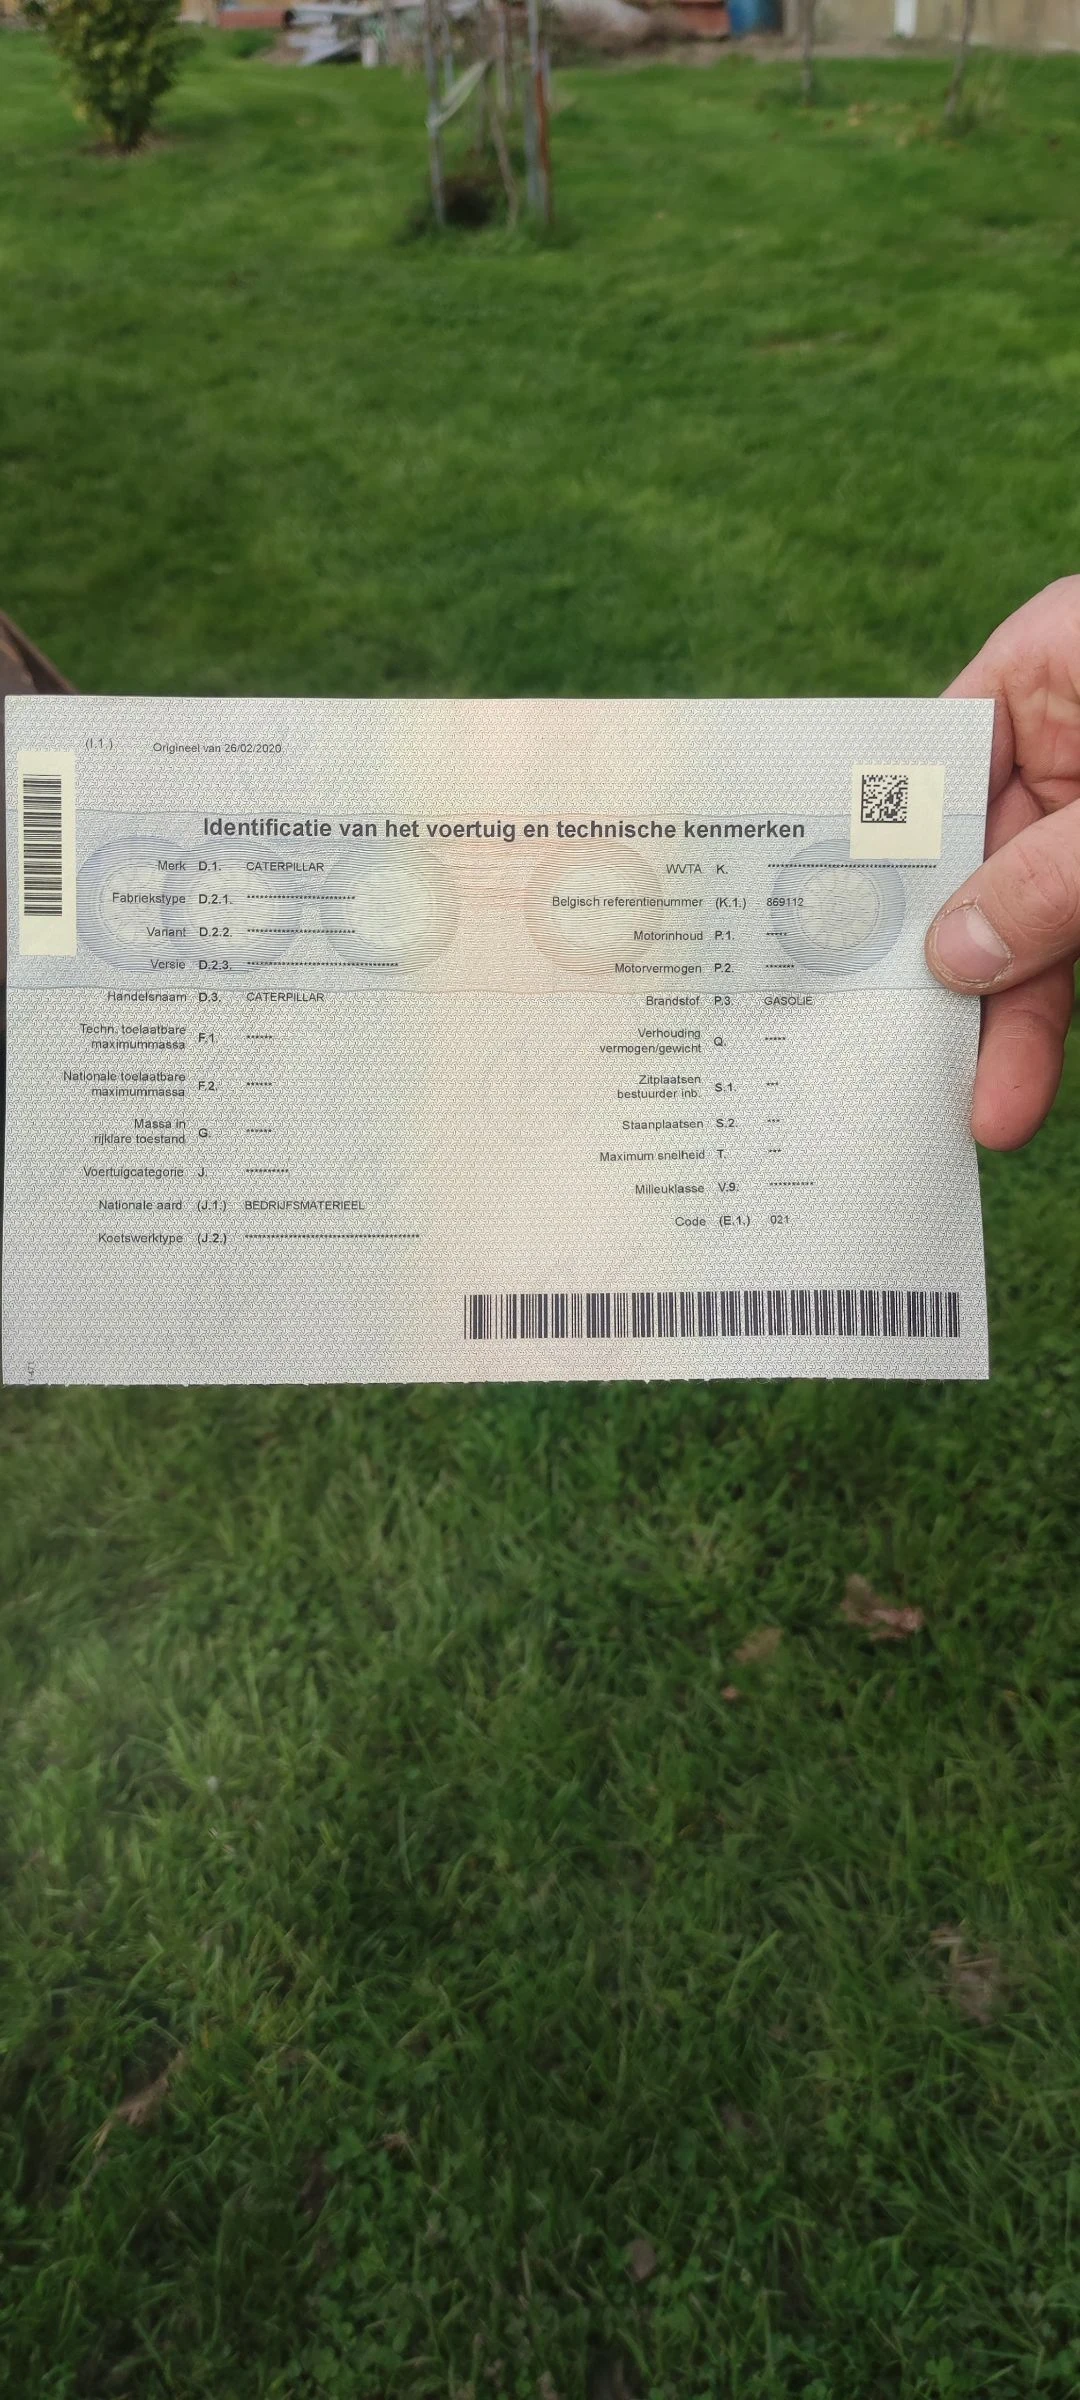 (I.1.) Origineel van 26/02/2020
Identificatie van het voertuig en technische kenmerken
Merk D.1. CATERPILLAR
Fabriekstype D.2.1. *************************
Variant D.2.2. *************************
Versie D.2.3. ***********************************
Handelsnaam D.3. CATERPILLAR
Techn. toelaatbare
maximummassa F.1. ******
Nationale toelaatbare
maximummassa F.2. ******
Massa in
rijklare toestand G. ******
Voertuigcategorie J. **********
Nationale aard (J.1.) BEDRIJFSMATERIEEL
Koetswerktype (J.2.) ****************************************
WVTA K. ***************************************
Belgisch referentienummer (K.1.) 869112
Motorinhoud P.1. *****
Motorvermogen P.2. *******
Brandstof P.3. GASOLIE
Verhouding
vermogen/gewicht Q. *****
Zitplaatsen
bestuurder inb. S.1. ***
Staanplaatsen S.2. ***
Maximum snelheid T. ***
Milieuklasse V.9. **********
Code (E.1.) 021